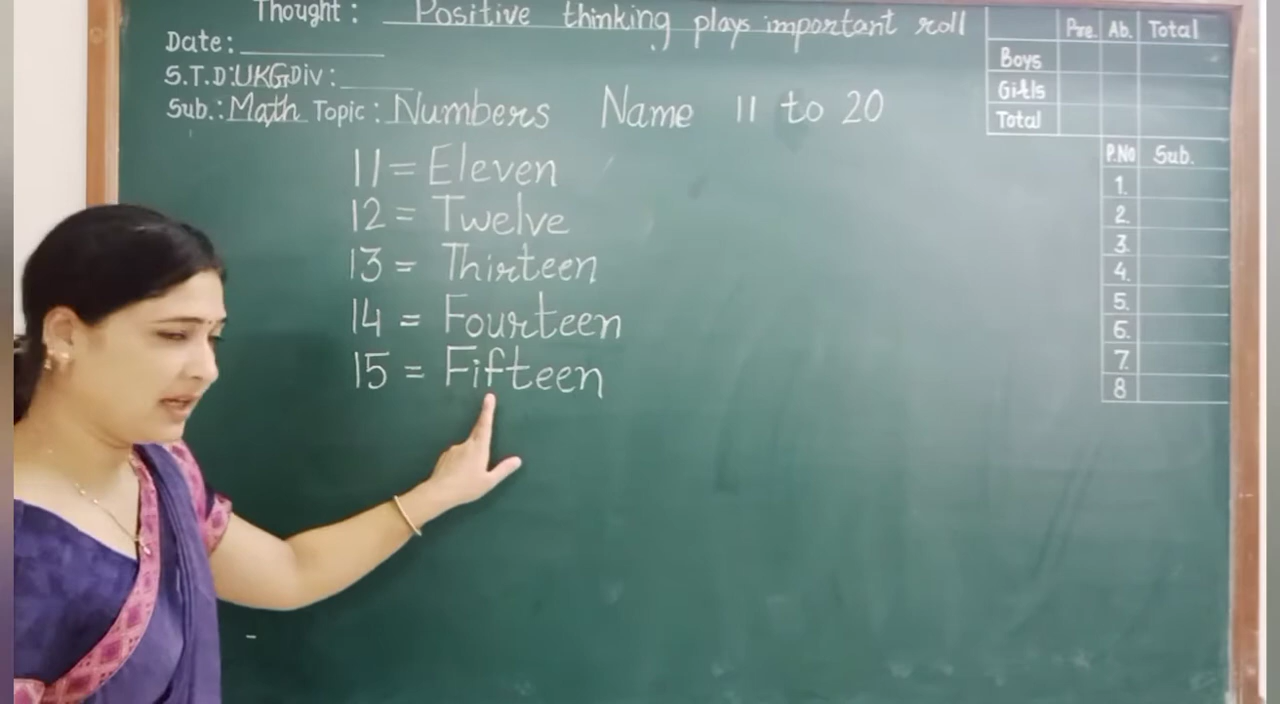 Thought: Positive thinking plays important roll
Date:
S.T.D:UKG Div:
Sub.: Math Topic: Numbers Name 11 to 20
11 = Eleven
12 = Twelve
13 = Thirteen
14 = Fourteen
15 = Fifteen
Pre. Ab. Total
Boys
Girls
Total
P.No Sub.
1.
2.
3.
4.
5.
6.
7.
8